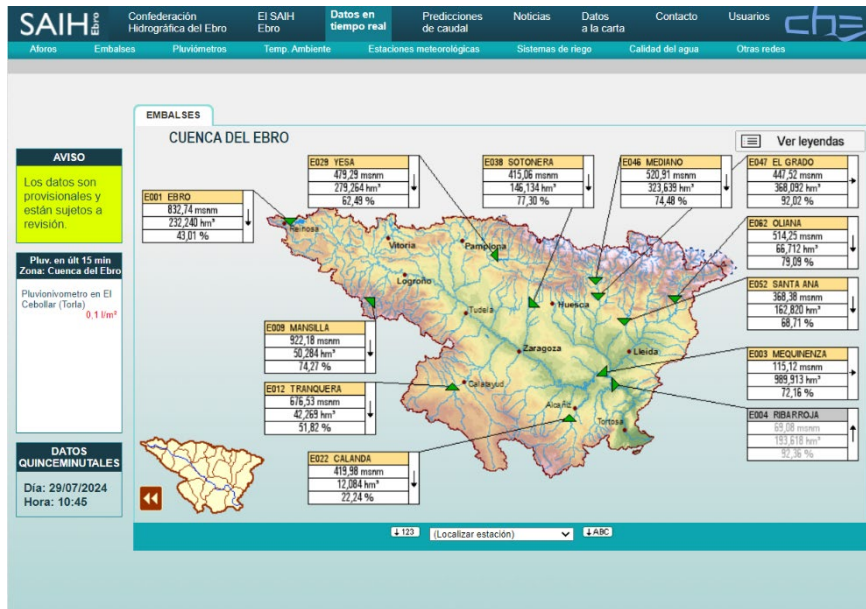 SAIH Ebro
Confederación
Hidrográfica del Ebro
El SAIH
Ebro
Datos en
tiempo real
Predicciones
de caudal
Noticias
Datos
a la carta
Contacto
Usuarios
che
Aforos
Embalses
Pluviómetros
Temp. Ambiente
Estaciones meteorológicas
Sistemas de riego
Calidad del agua
Otras redes
EMBALSES
CUENCA DEL EBRO
Ver leyendas
AVISO
Los datos son
provisionales y
están sujetos a
revisión.
Pluv. en últ 15 min
Zona: Cuenca del Ebro
Pluvionivometro en El
Cebollar (Torla)
0,1 l/m²
DATOS
QUINCEMINUTALES
Día: 29/07/2024
Hora: 10:45
E001 EBRO
832,74 msnm
232,240 hm³
43,01 %
E029 YESA
479,29 msnm
279,264 hm³
62,49 %
E038 SOTONERA
415,06 msnm
146,134 hm³
77,30 %
E046 MEDIANO
520,91 msnm
323,639 hm³
74,48 %
E047 EL GRADO
447,52 msnm
368,092 hm³
92,02 %
E062 OLIANA
514,25 msnm
66,712 hm³
79,09 %
E052 SANTA ANA
368,38 msnm
162,820 hm³
68,71 %
E009 MANSILLA
922,18 msnm
50,284 hm³
74,27 %
E003 MEQUINENZA
115,12 msnm
989,913 hm³
72,16 %
E012 TRANQUERA
676,53 msnm
42,269 hm³
51,82 %
E004 RIBARROJA
69,08 msnm
193,618 hm³
92,36 %
E022 CALANDA
419,98 msnm
12,084 hm³
22,24 %
Reinosa
Vitoria
Pamplona
Logroño
Huesca
Tudela
Zaragoza
Lleida
Calatayud
Alcañiz
Tortosa
↓123
(Localizar estación)
↓ABC